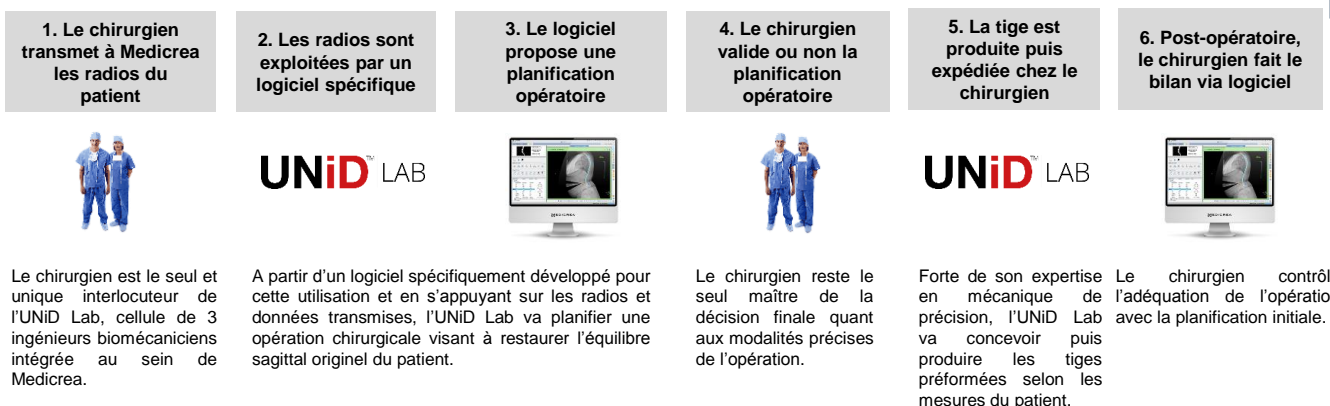 1. Le chirurgien
transmet à Medicrea
les radios du
patient
2. Les radios sont
exploitées par un
logiciel spécifique
3. Le logiciel
propose une
planification
opératoire
4. Le chirurgien
valide ou non la
planification
opératoire
5. La tige est
produite puis
expédiée chez le
chirurgien
6. Post-opératoire,
le chirurgien fait le
bilan via logiciel
UNiD™ LAB
MEDICREA
UNiD™ LAB
MEDICREA
Le chirurgien est le seul et
unique interlocuteur de
l'UNiD Lab, cellule de 3
ingénieurs biomécaniciens
intégrée au sein de
Medicrea.
A partir d'un logiciel spécifiquement développé pour
cette utilisation et en s'appuyant sur les radios et
données transmises, l'UNiD Lab va planifier une
opération chirurgicale visant à restaurer l'équilibre
sagittal originel du patient.
Le chirurgien reste le
seul maître de la
décision finale quant
aux modalités précises
de l'opération.
Forte de son expertise
en mécanique de
précision, l'UNiD Lab
va concevoir puis
produire les tiges
préformées selon les
mesures du patient.
Le chirurgien contrôl
l'adéquation de l'opératio
avec la planification initiale.